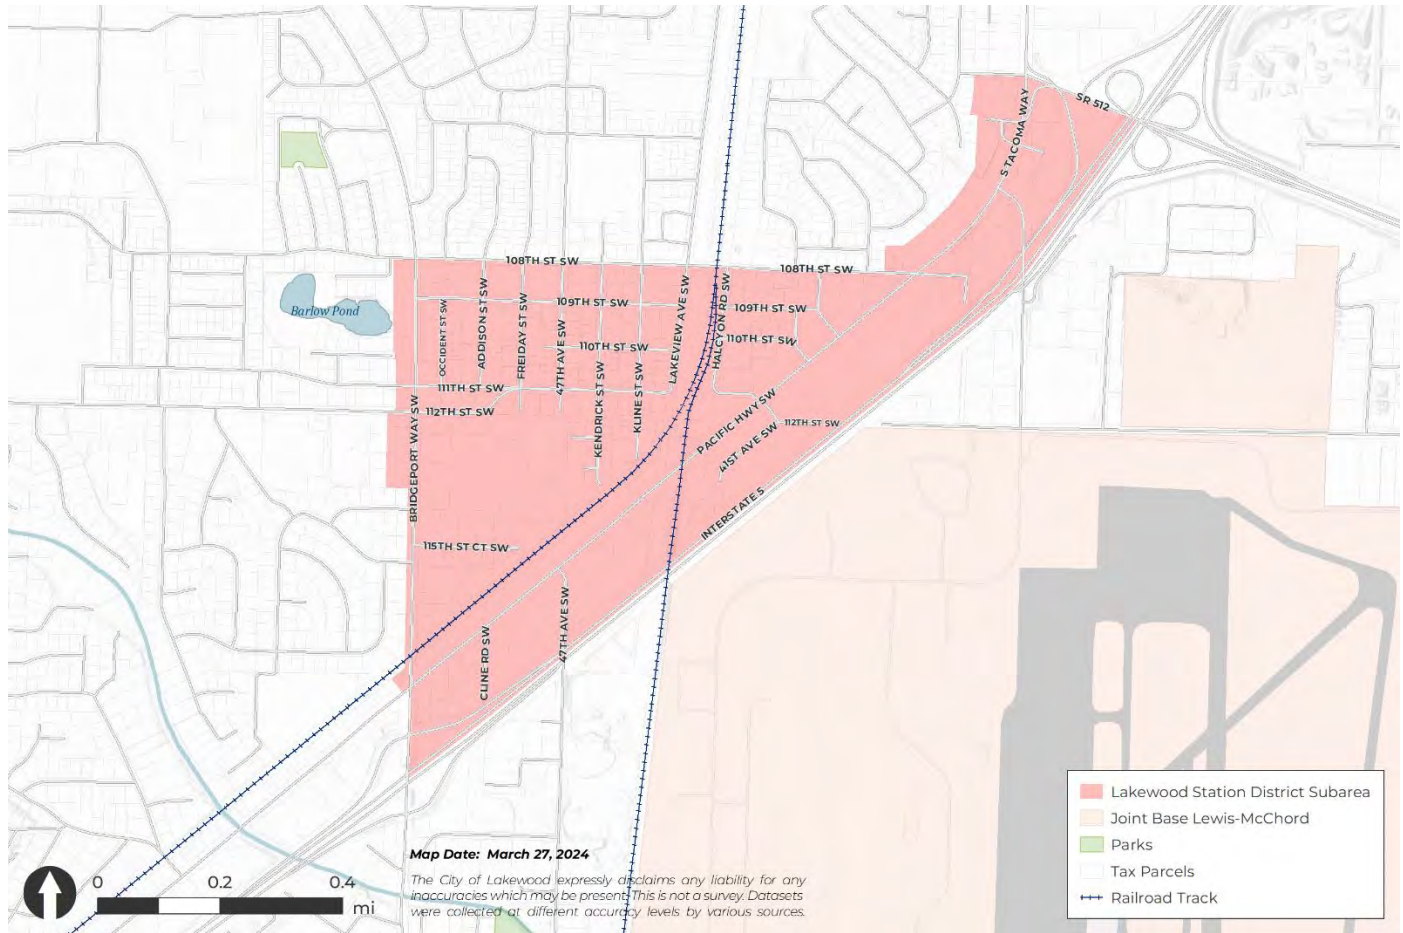 SR 512
S TACOMA WAY
108TH ST SW
108TH ST SW
109TH ST SW
109TH ST SW
110TH ST SW
110TH ST SW
Barlow Pond
OCCIDENT ST SW
ADDISON ST SW
FREIDAY ST SW
47TH AVE SW
KENDRICK ST SW
KLINE ST SW
LAKEVIEW AVE SW
HALCYON RD SW
111TH ST SW
112TH ST SW
112TH ST SW
BRIDGEPORT WAY SW
PACIFIC HWY SW
41ST AVE SW
INTERSTATE 5
115TH ST CT SW
47TH AVE SW
CLINE RD SW
Lakewood Station District Subarea
Joint Base Lewis-McChord
Parks
Tax Parcels
Railroad Track
Map Date: March 27, 2024
The City of Lakewood expressly disclaims any liability for any
inaccuracies which may be present. This is not a survey. Datasets
were collected at different accuracy levels by various sources.
0 0.2 0.4
mi